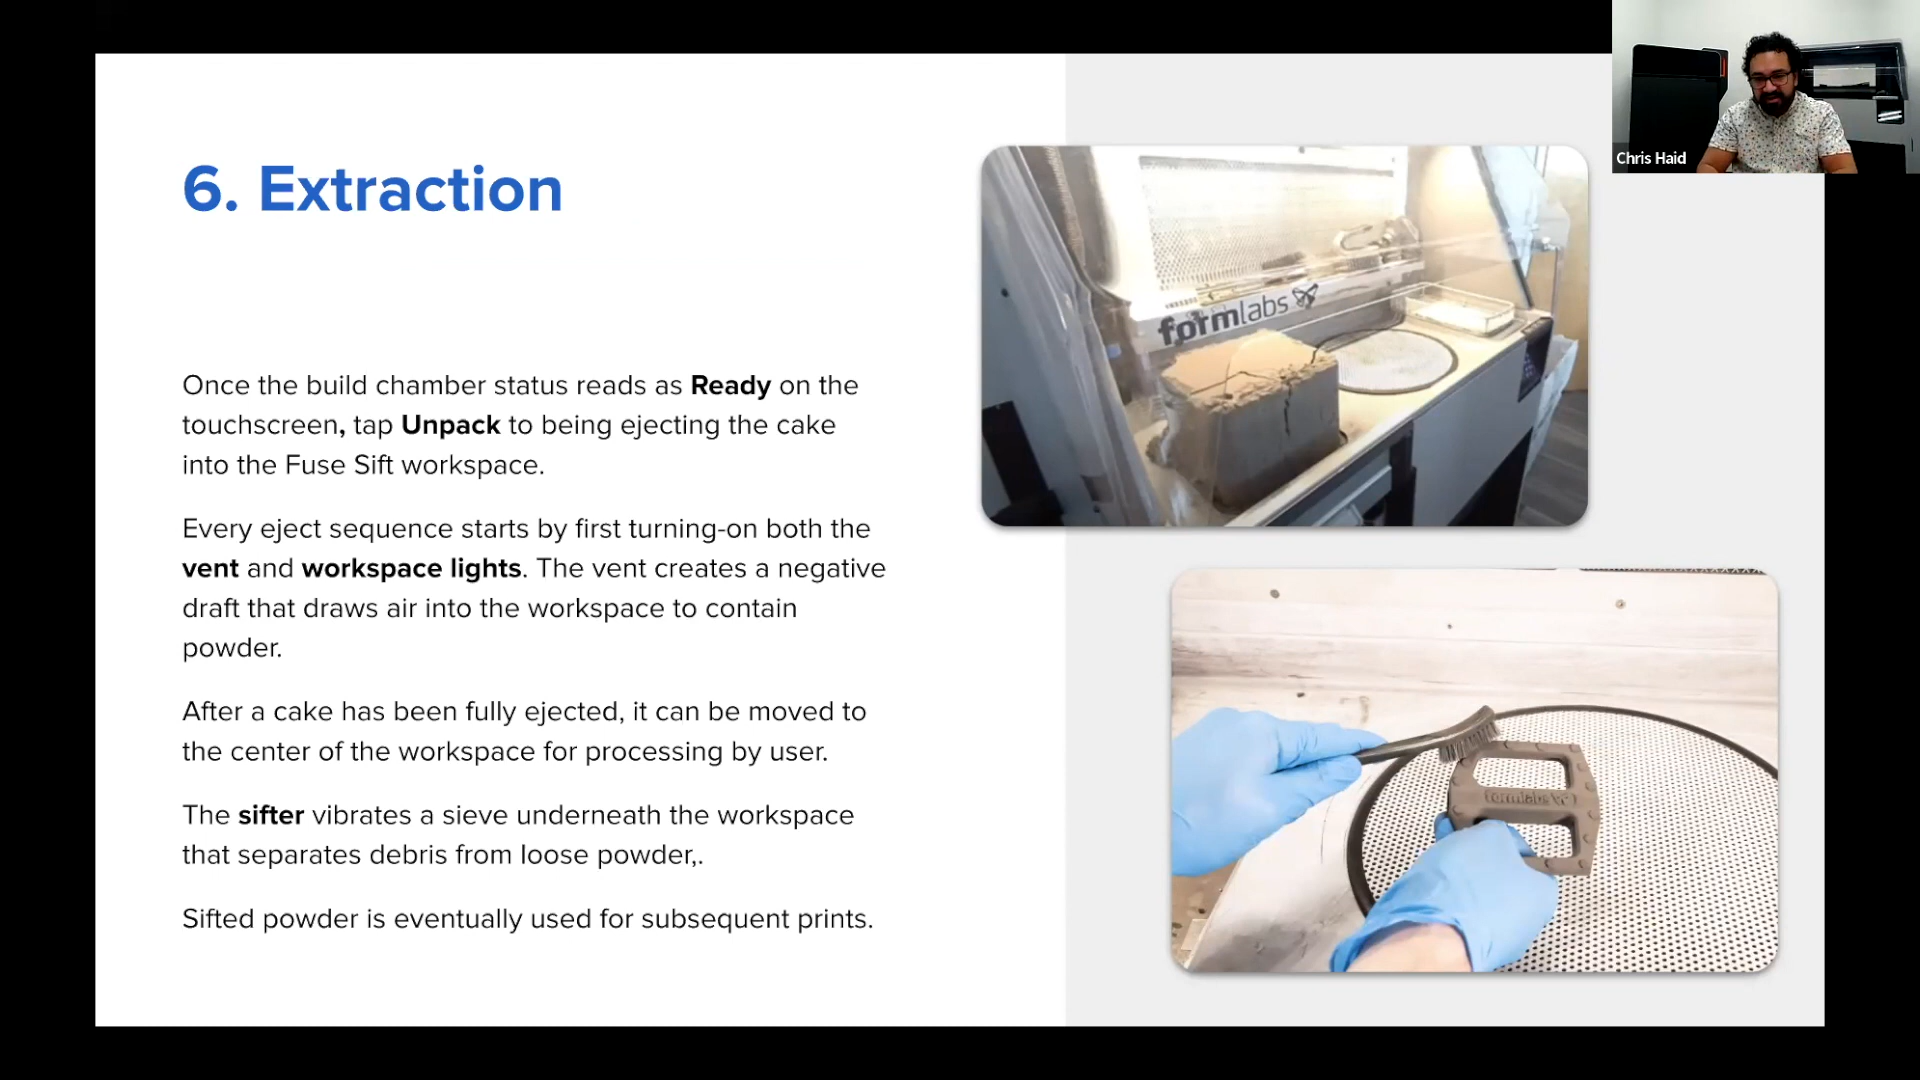 6. Extraction
Once the build chamber status reads as Ready on the
touchscreen, tap Unpack to being ejecting the cake
into the Fuse Sift workspace.
Every eject sequence starts by first turning-on both the
vent and workspace lights. The vent creates a negative
draft that draws air into the workspace to contain
powder.
After a cake has been fully ejected, it can be moved to
the center of the workspace for processing by user.
The sifter vibrates a sieve underneath the workspace
that separates debris from loose powder,.
Sifted powder is eventually used for subsequent prints.
formlabs
formlabs
Chris Haid